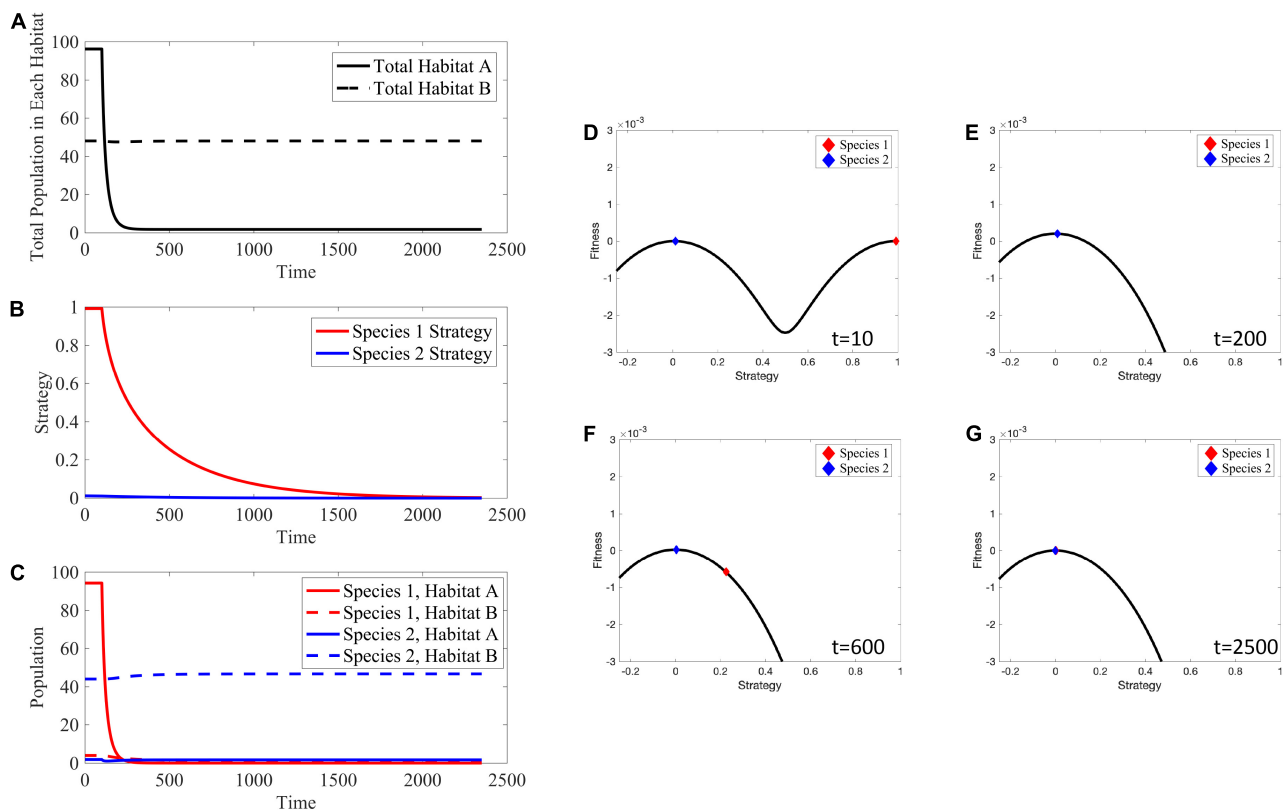 A
Total Population in Each Habitat
100
80
60
40
20
0
0 500 1000 1500 2000 2500
Time
Total Habitat A
Total Habitat B
B
Strategy
1
0.8
0.6
0.4
0.2
0
0 500 1000 1500 2000 2500
Time
Species 1 Strategy
Species 2 Strategy
C
Population
100
80
60
40
20
0
0 500 1000 1500 2000 2500
Time
Species 1, Habitat A
Species 1, Habitat B
Species 2, Habitat A
Species 2, Habitat B
D
×10⁻³
Fitness
3
2
1
0
-1
-2
-3
-0.2 0 0.2 0.4 0.6 0.8 1
Strategy
Species 1
Species 2
t=10
E
×10⁻³
Fitness
3
2
1
0
-1
-2
-3
-0.2 0 0.2 0.4 0.6 0.8 1
Strategy
Species 1
Species 2
t=200
F
×10⁻³
Fitness
3
2
1
0
-1
-2
-3
-0.2 0 0.2 0.4 0.6 0.8 1
Strategy
Species 1
Species 2
t=600
G
×10⁻³
Fitness
3
2
1
0
-1
-2
-3
-0.2 0 0.2 0.4 0.6 0.8 1
Strategy
Species 1
Species 2
t=2500